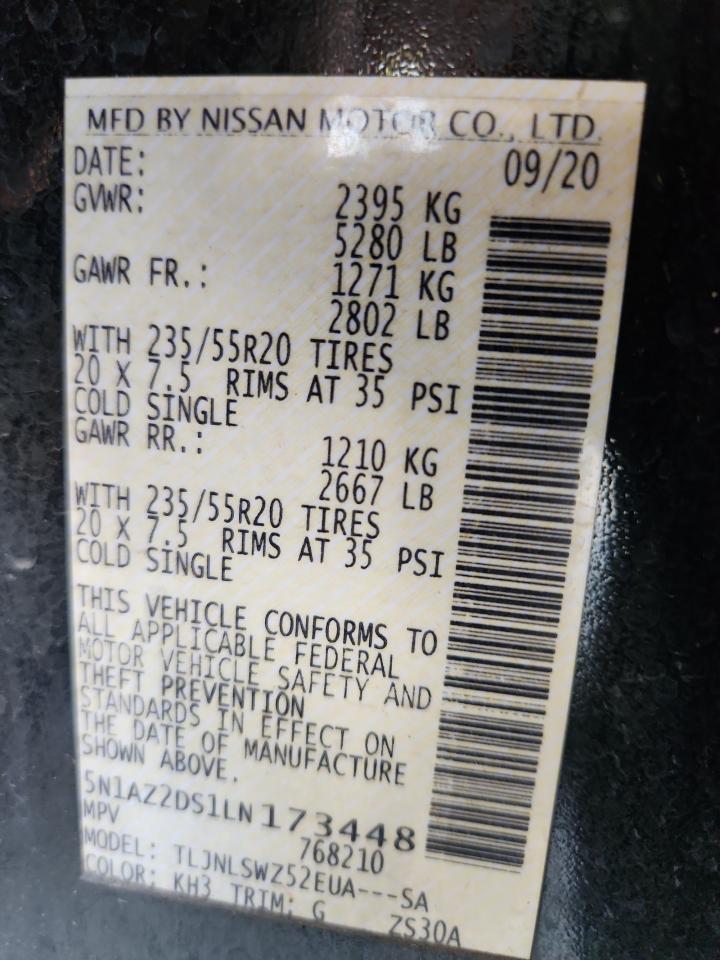 MFD BY NISSAN MOTOR CO., LTD.
DATE: 09/20
GVWR: 2395 KG
5280 LB
GAWR FR.: 1271 KG
2802 LB
WITH 235/55R20 TIRES
20 X 7.5 RIMS AT 35 PSI
COLD SINGLE
GAWR RR.: 1210 KG
2667 LB
WITH 235/55R20 TIRES
20 X 7.5 RIMS AT 35 PSI
COLD SINGLE
THIS VEHICLE CONFORMS TO
ALL APPLICABLE FEDERAL
MOTOR VEHICLE SAFETY AND
THEFT PREVENTION
STANDARDS IN EFFECT ON
THE DATE OF MANUFACTURE
SHOWN ABOVE.
5N1AZ2DS1LN173448
MPV 768210
MODEL: TLJNLSWZ52EUA---SA
COLOR: KH3 TRIM: G ZS30A